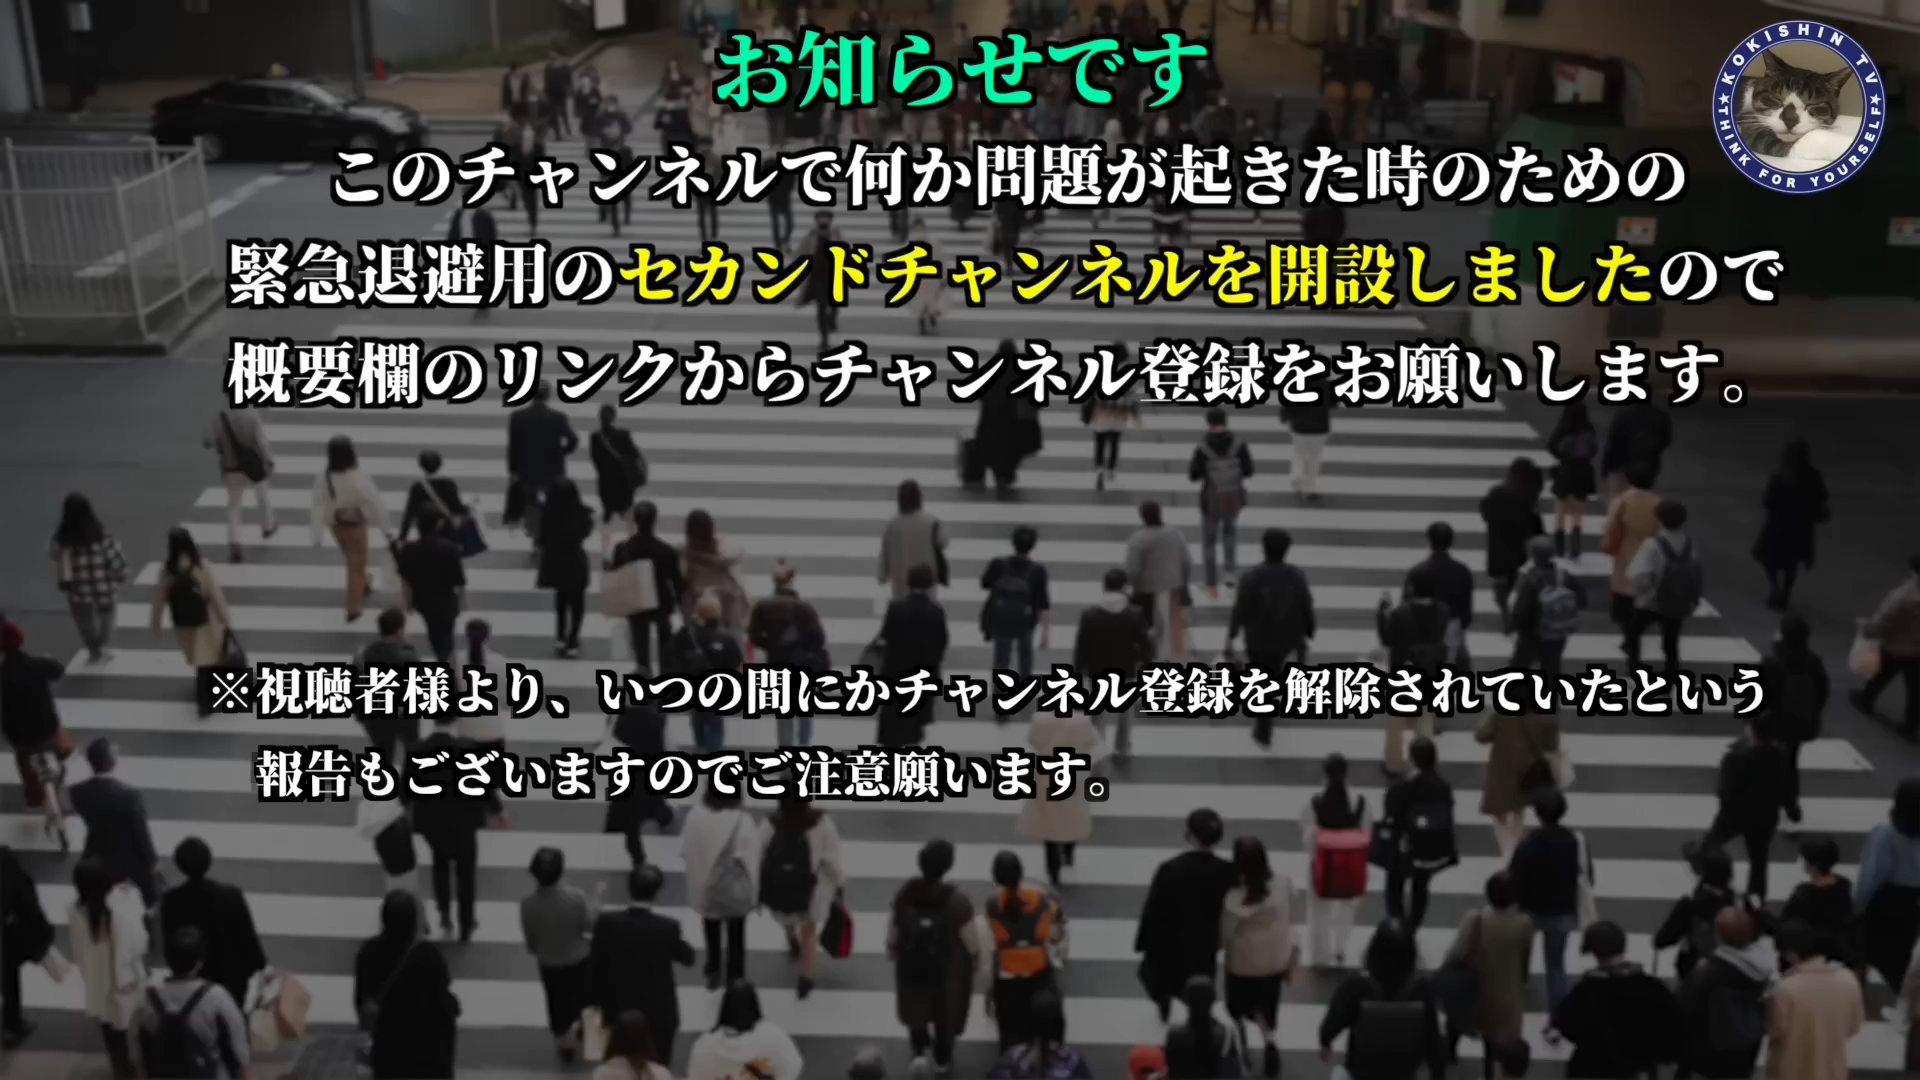 お知らせです
KOKISHIN TV
THINK FOR YOURSELF
このチャンネルで何か問題が起きた時のための
緊急退避用のセカンドチャンネルを開設しましたので
概要欄のリンクからチャンネル登録をお願いします。
※視聴者様より、いつの間にかチャンネル登録を解除されていたという
報告もございますのでご注意願います。